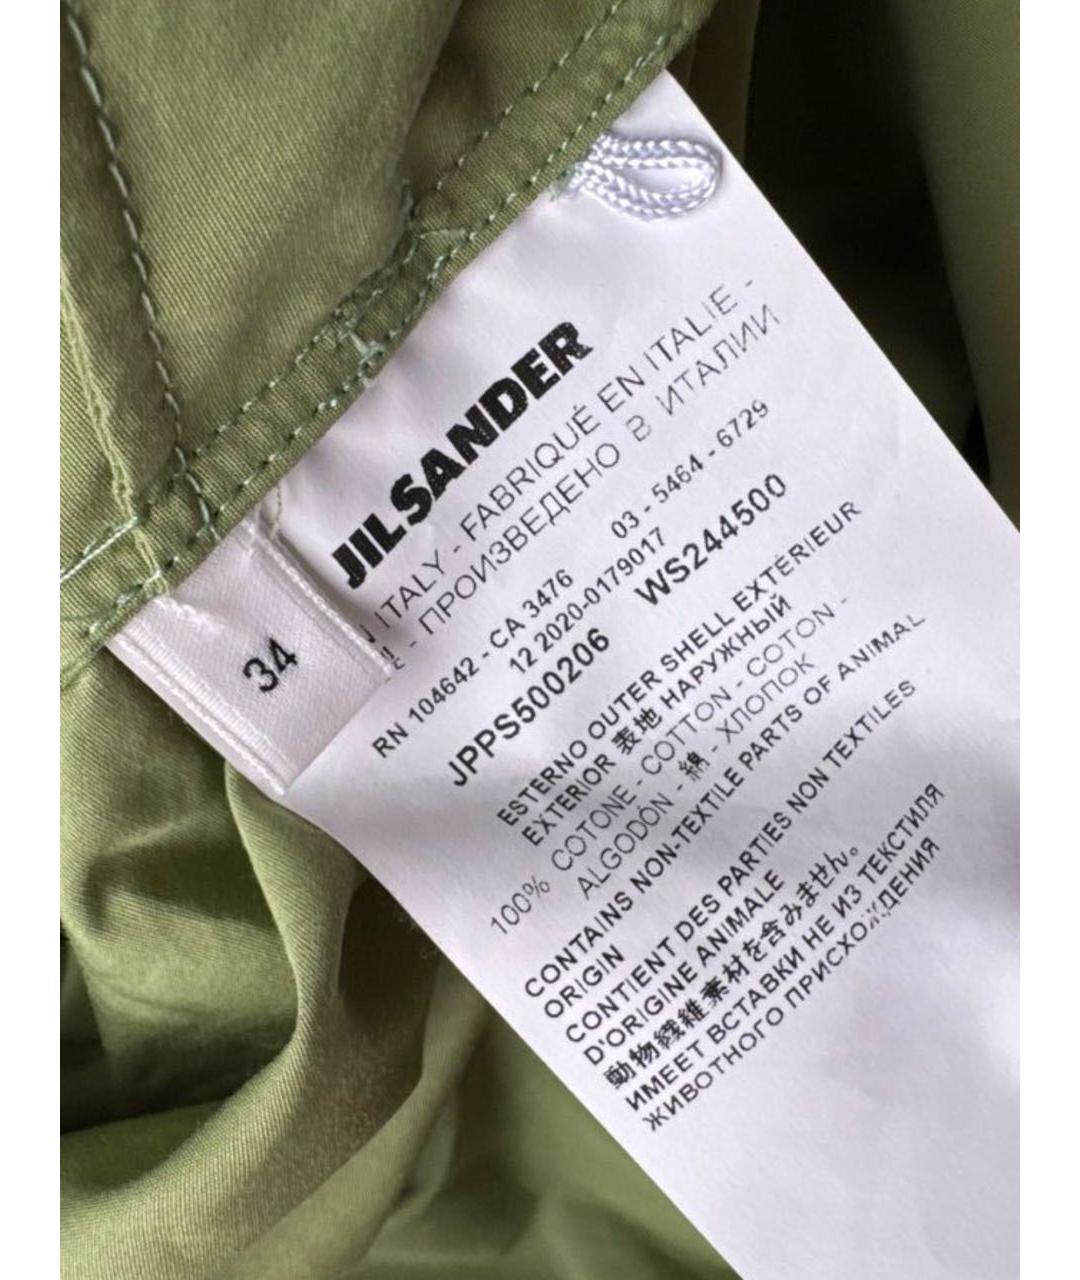 JILSANDER
N ITALY - FABRIQUÉ EN ITALIE -
- ПРОИЗВЕДЕНО В ИТАЛИИ
RN 104642 - CA 3476
03 - 5464 - 6729
12 2020-0179017
JPPS500206
WS244500
34
ESTERNO OUTER SHELL EXTÉRIEUR
EXTERIOR 表地 НАРУЖНЫЙ
100% COTONE - COTTON - COTON -
ALGODÓN - 綿 - ХЛОПОК
CONTAINS NON-TEXTILE PARTS OF ANIMAL
ORIGIN
CONTIENT DES PARTIES NON TEXTILES
D'ORIGINE ANIMALE
動物繊維素材を含みません。
ИМЕЕТ ВСТАВКИ НЕ ИЗ ТЕКСТИЛЯ
ЖИВОТНОГО ПРИСХОЖДЕНИЯ